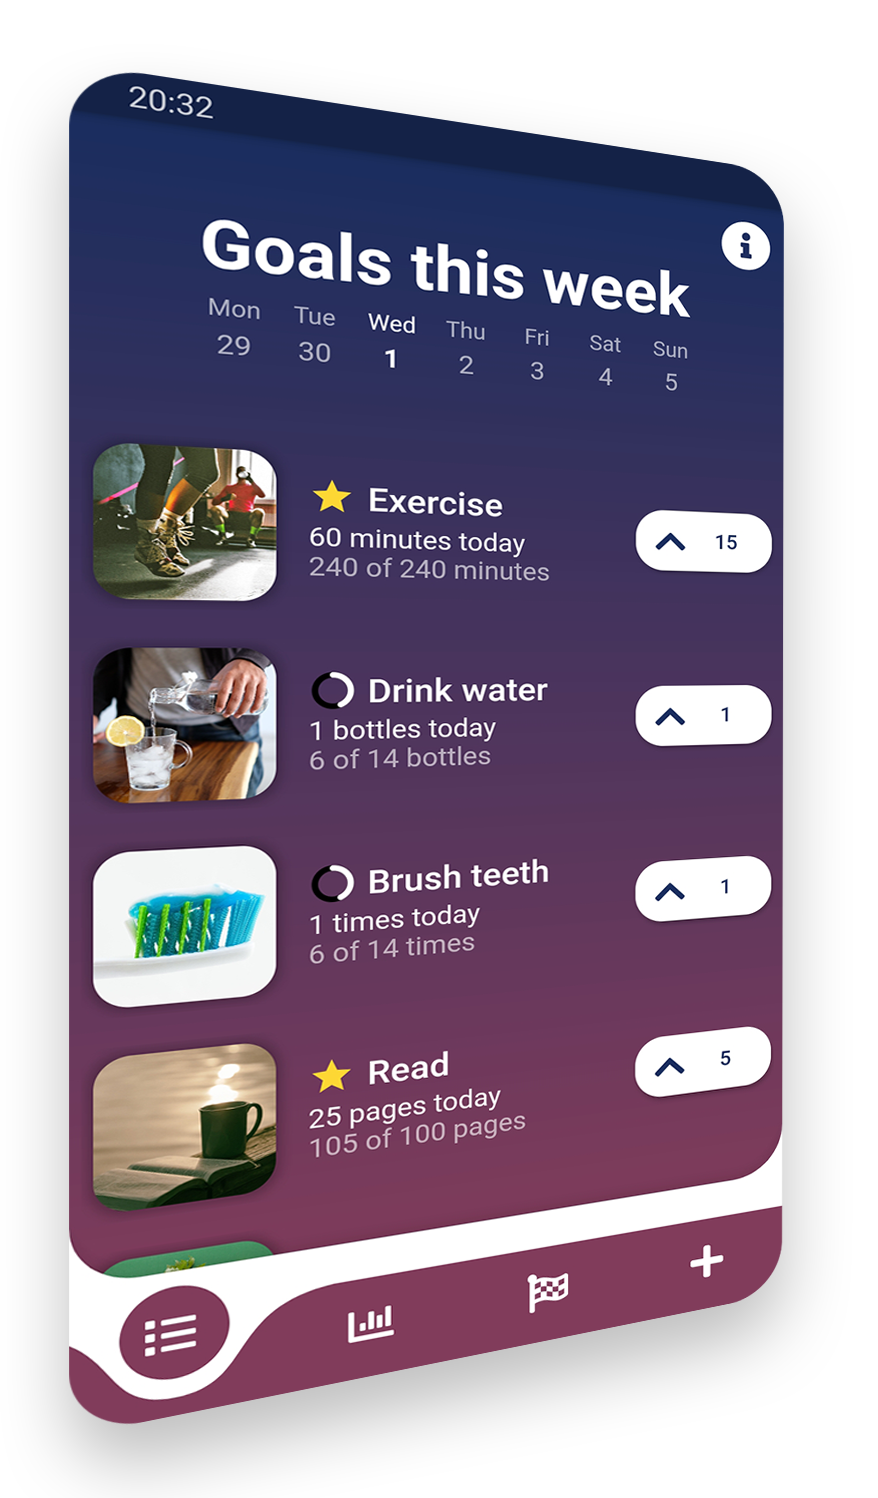 20:32
Goals this week
Mon Tue Wed Thu Fri Sat Sun
29 30 1 2 3 4 5
Exercise
60 minutes today
240 of 240 minutes
15
Drink water
1 bottles today
6 of 14 bottles
1
Brush teeth
1 times today
6 of 14 times
1
Read
25 pages today
105 of 100 pages
5